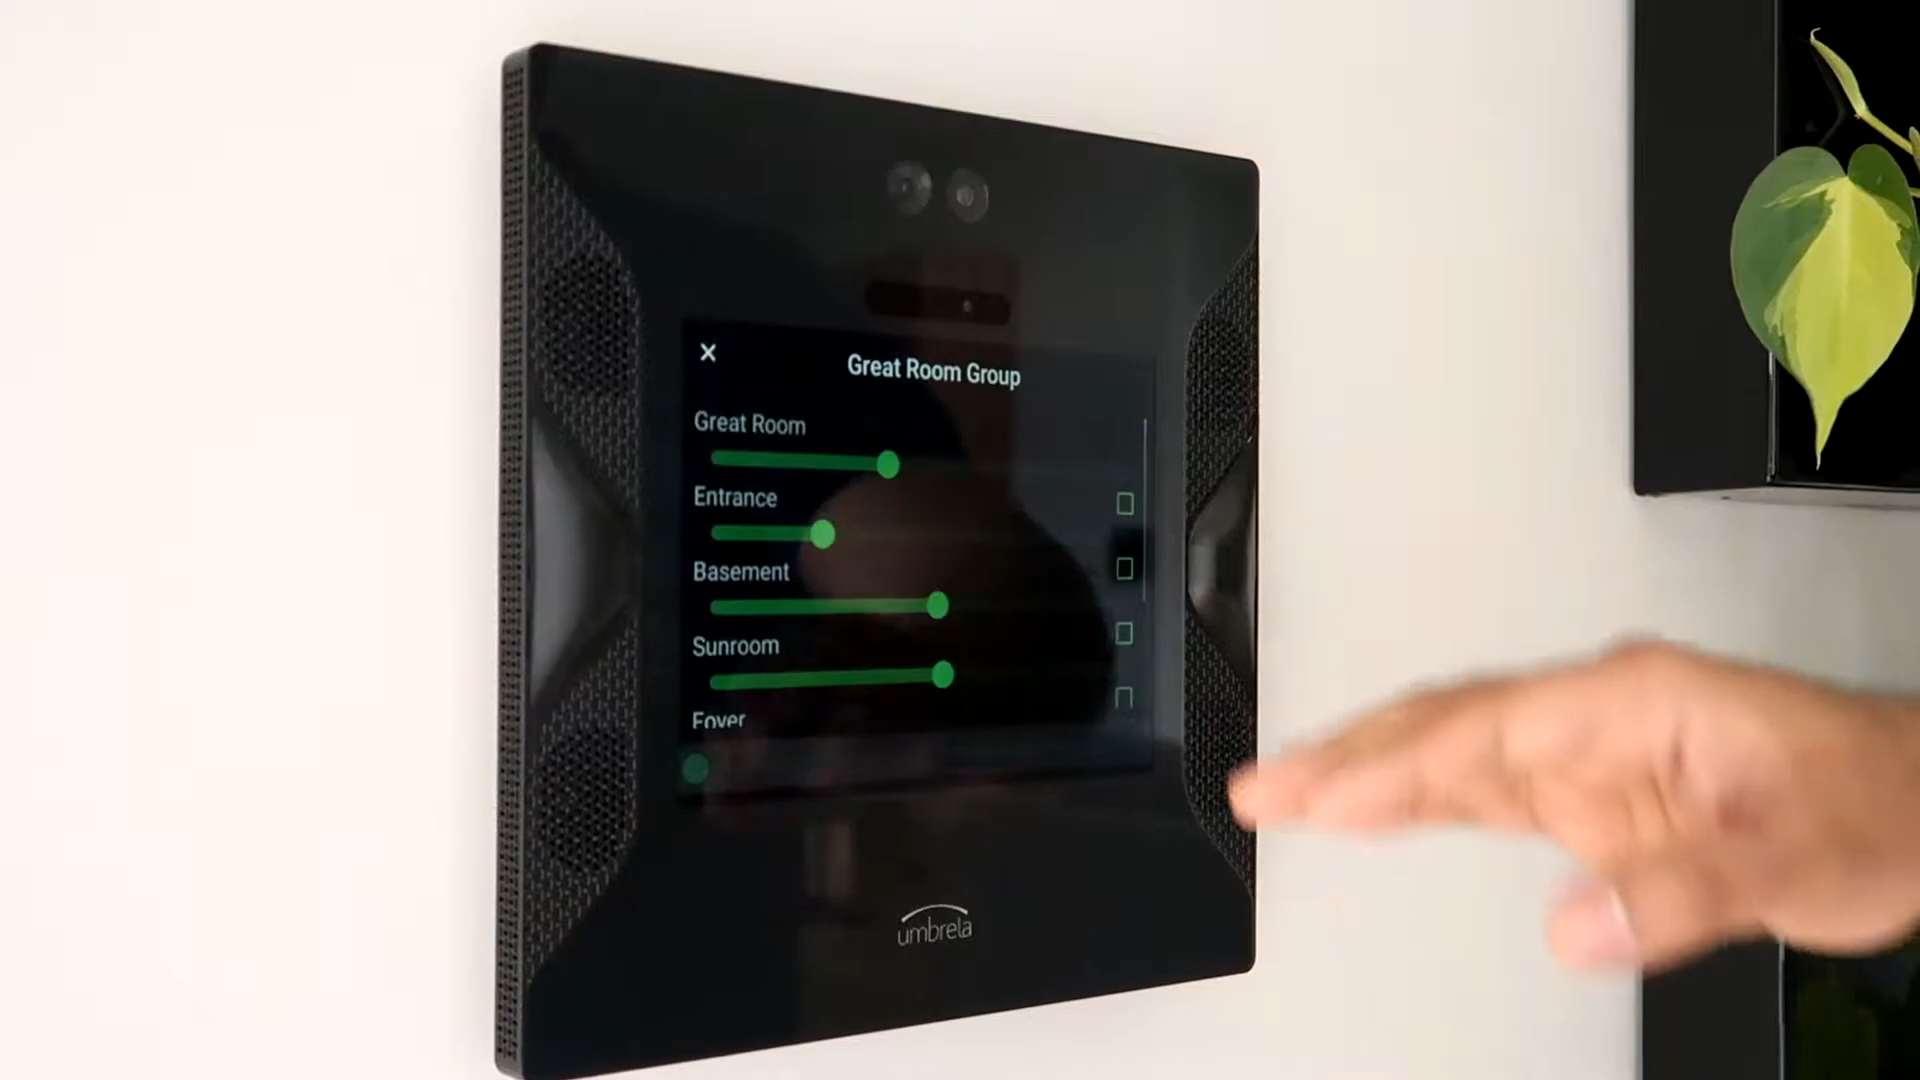 ×
Great Room Group
Great Room
Entrance
Basement
Sunroom
Foyer
umbrela